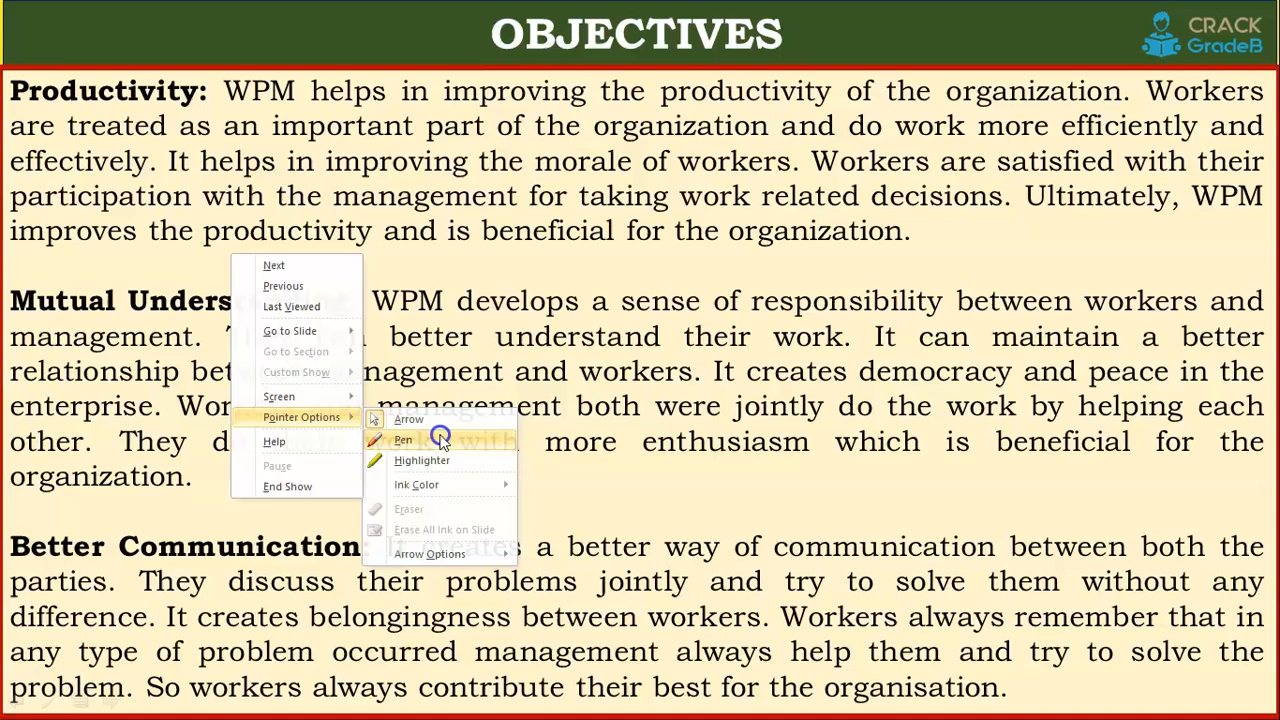 OBJECTIVES
CRACK
GradeB
Productivity: WPM helps in improving the productivity of the organization. Workers
are treated as an important part of the organization and do work more efficiently and
effectively. It helps in improving the morale of workers. Workers are satisfied with their
participation with the management for taking work related decisions. Ultimately, WPM
improves the productivity and is beneficial for the organization.
Mutual Unders WPM develops a sense of responsibility between workers and
management. better understand their work. It can maintain a better
relationship bet nagement and workers. It creates democracy and peace in the
enterprise. Wor management both were jointly do the work by helping each
other. They d with more enthusiasm which is beneficial for the
organization.
Better Communication: It creates a better way of communication between both the
parties. They discuss their problems jointly and try to solve them without any
difference. It creates belongingness between workers. Workers always remember that in
any type of problem occurred management always help them and try to solve the
problem. So workers always contribute their best for the organisation.
Next
Previous
Last Viewed
Go to Slide
Go to Section
Custom Show
Screen
Pointer Options
Help
Pause
End Show
Arrow
Pen
Highlighter
Ink Color
Eraser
Erase All Ink on Slide
Arrow Options